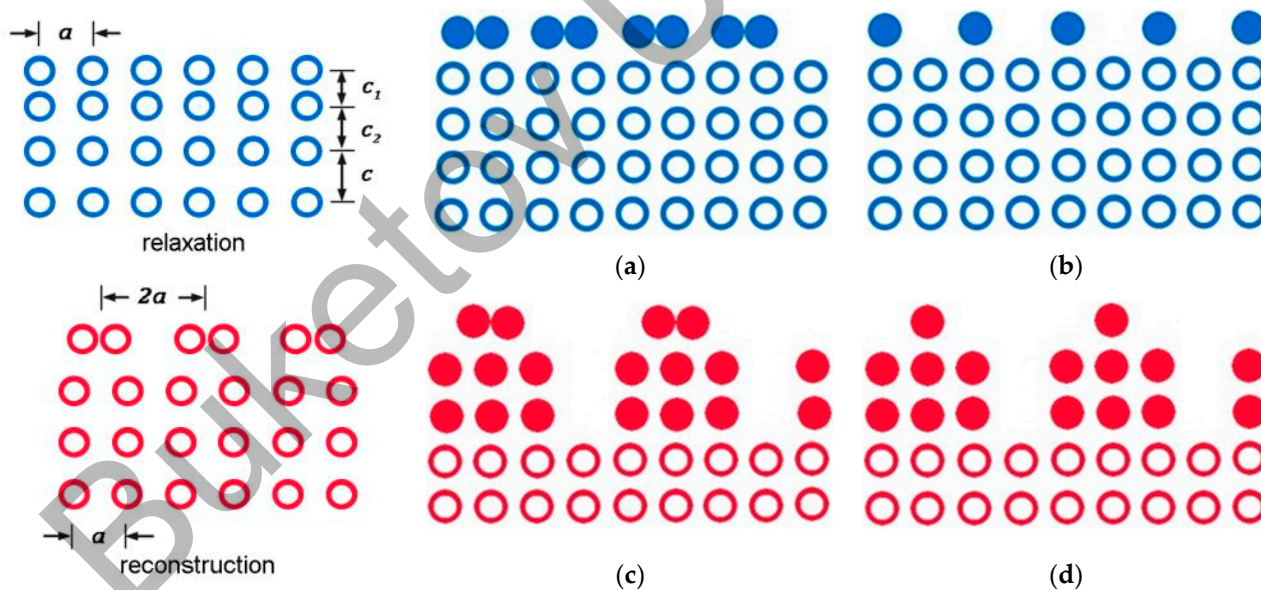 a
c₁
c₂
c
relaxation
(a)
(b)
2a
a
reconstruction
(c)
(d)
Buketov U